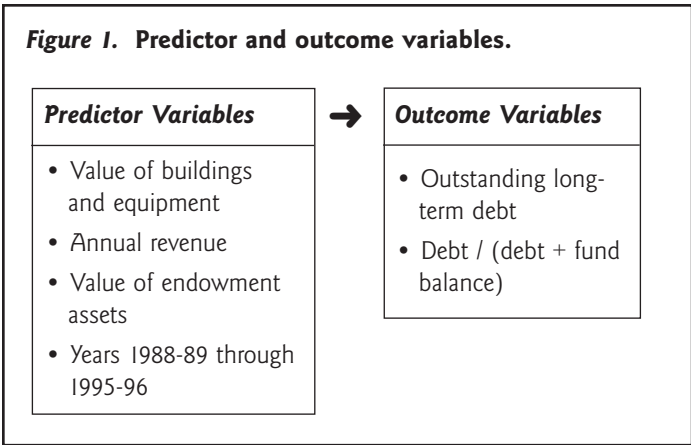 Figure 1. Predictor and outcome variables.
Predictor Variables
• Value of buildings
and equipment
• Annual revenue
• Value of endowment
assets
• Years 1988-89 through
1995-96
➔
Outcome Variables
• Outstanding long-
term debt
• Debt / (debt + fund
balance)